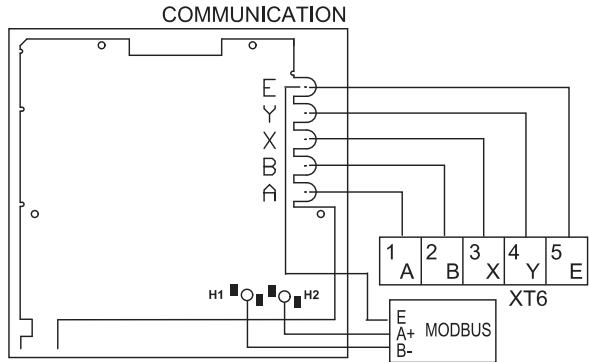 COMMUNICATION
E
Y
X
B
A
H1 H2
1 2 3 4 5
A B X Y E
XT6
E
A+ MODBUS
B-